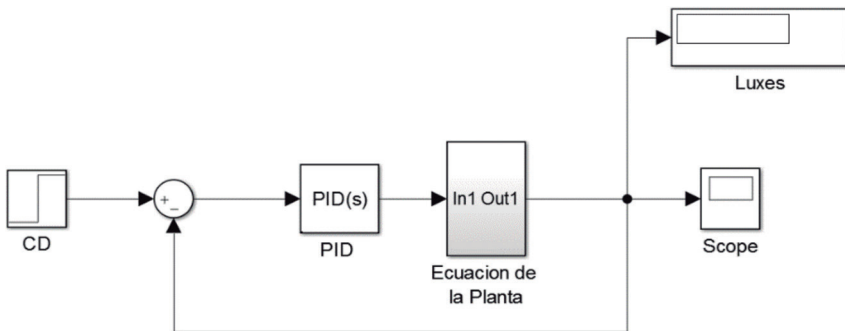 Luxes
+
−
PID(s)
In1 Out1
CD
PID
Scope
Ecuacion de
la Planta